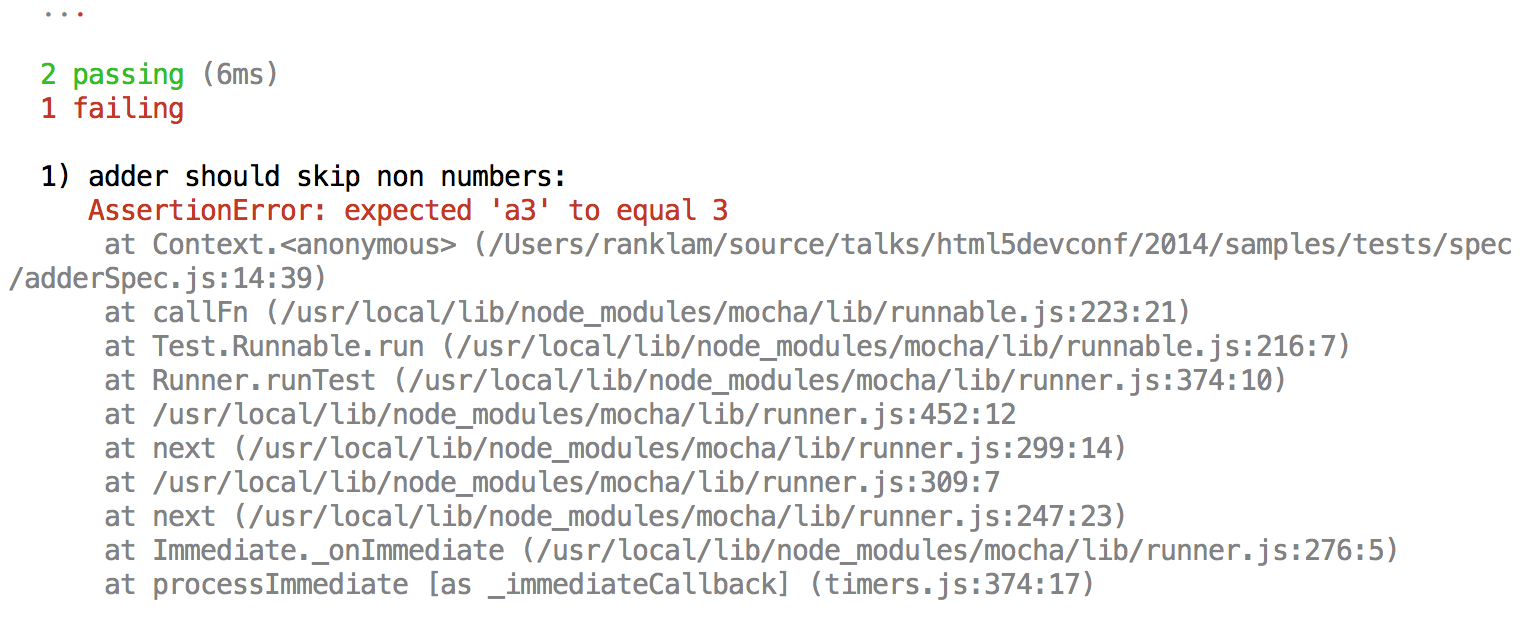 ...
2 passing (6ms)
1 failing
1) adder should skip non numbers:
AssertionError: expected 'a3' to equal 3
at Context.<anonymous> (/Users/ranklam/source/talks/html5devconf/2014/samples/tests/spec
/adderSpec.js:14:39)
at callFn (/usr/local/lib/node_modules/mocha/lib/runnable.js:223:21)
at Test.Runnable.run (/usr/local/lib/node_modules/mocha/lib/runnable.js:216:7)
at Runner.runTest (/usr/local/lib/node_modules/mocha/lib/runner.js:374:10)
at /usr/local/lib/node_modules/mocha/lib/runner.js:452:12
at next (/usr/local/lib/node_modules/mocha/lib/runner.js:299:14)
at /usr/local/lib/node_modules/mocha/lib/runner.js:309:7
at next (/usr/local/lib/node_modules/mocha/lib/runner.js:247:23)
at Immediate._onImmediate (/usr/local/lib/node_modules/mocha/lib/runner.js:276:5)
at processImmediate [as _immediateCallback] (timers.js:374:17)